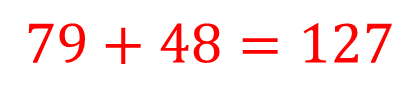 79 + 48 = 127